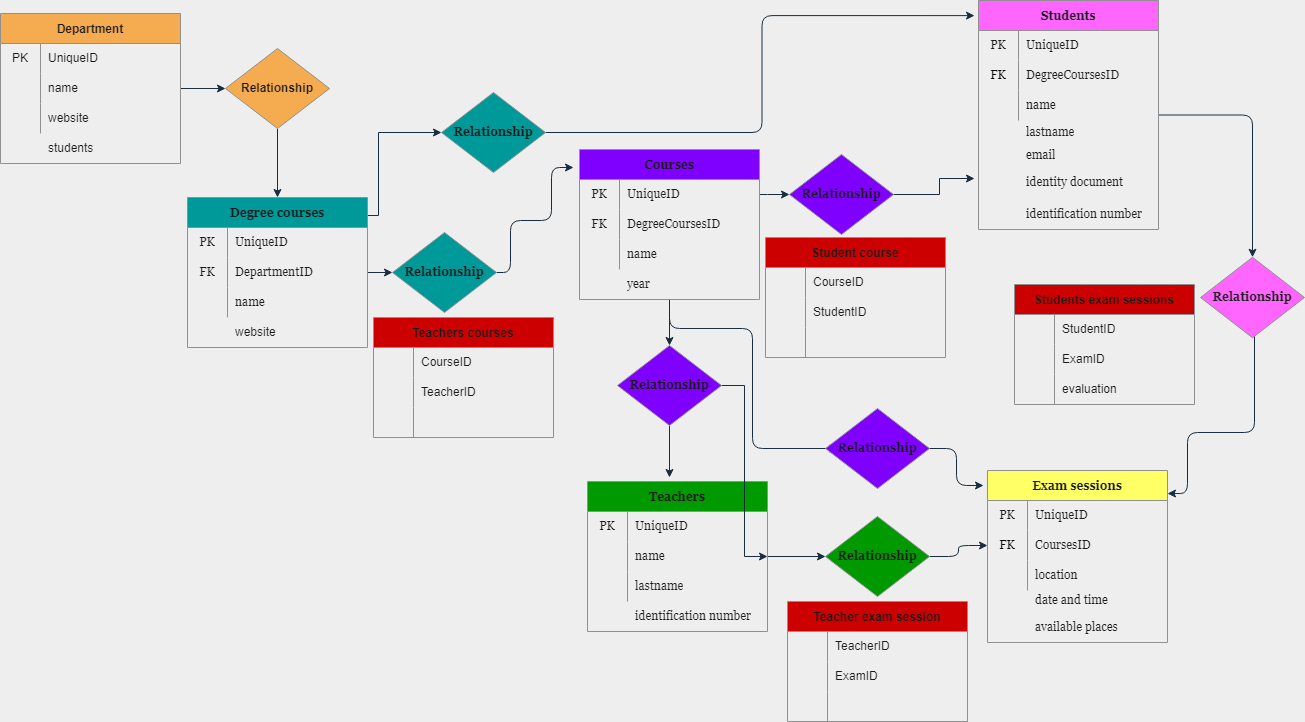 Department
PK UniqueID
name
website
students
Relationship
Degree courses
PK UniqueID
FK DepartmentID
name
website
Relationship
Relationship
Teachers courses
CourseID
TeacherID
Courses
PK UniqueID
FK DegreeCoursesID
name
year
Relationship
Student course
CourseID
StudentID
Students
PK UniqueID
FK DegreeCoursesID
name
lastname
email
identity document
identification number
Relationship
Students exam sessions
StudentID
ExamID
evaluation
Relationship
Relationship
Teachers
PK UniqueID
name
lastname
identification number
Relationship
Teacher exam session
TeacherID
ExamID
Exam sessions
PK UniqueID
FK CoursesID
location
date and time
available places